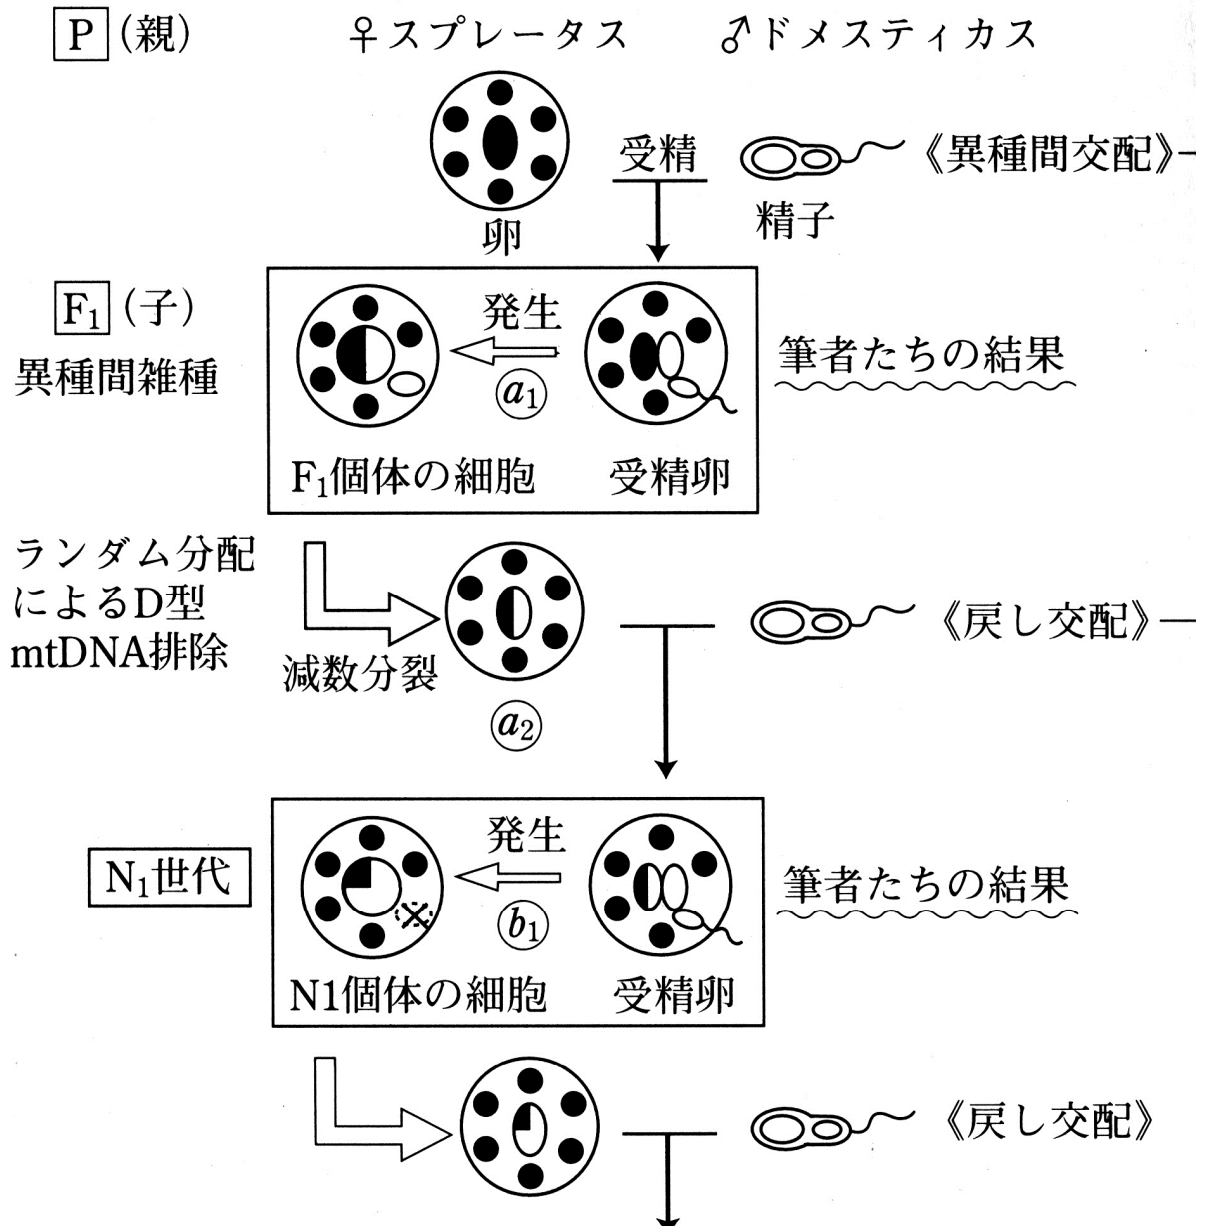 P (親) ♀スプレータス ♂ドメスティカス
受精
《異種間交配》
精子
卵
F₁ (子)
異種間雑種
発生
a₁
筆者たちの結果
F₁個体の細胞 受精卵
ランダム分配
によるD型
mtDNA排除
減数分裂
a₂
《戻し交配》
N₁世代
発生
b₁
筆者たちの結果
N1個体の細胞 受精卵
《戻し交配》